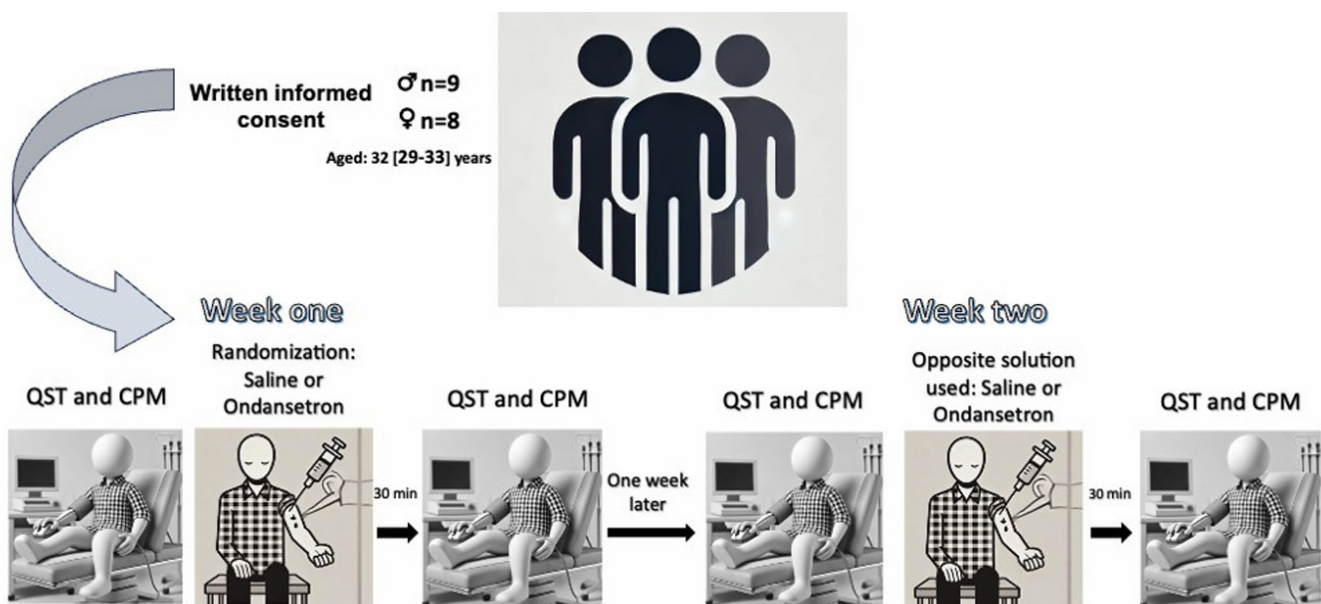 Written informed
consent
♂ n=9
♀ n=8
Aged: 32 [29-33] years
Week one
Randomization:
Saline or
Ondansetron
QST and CPM
30 min
QST and CPM
One week
later
QST and CPM
Week two
Opposite solution
used: Saline or
Ondansetron
30 min
QST and CPM